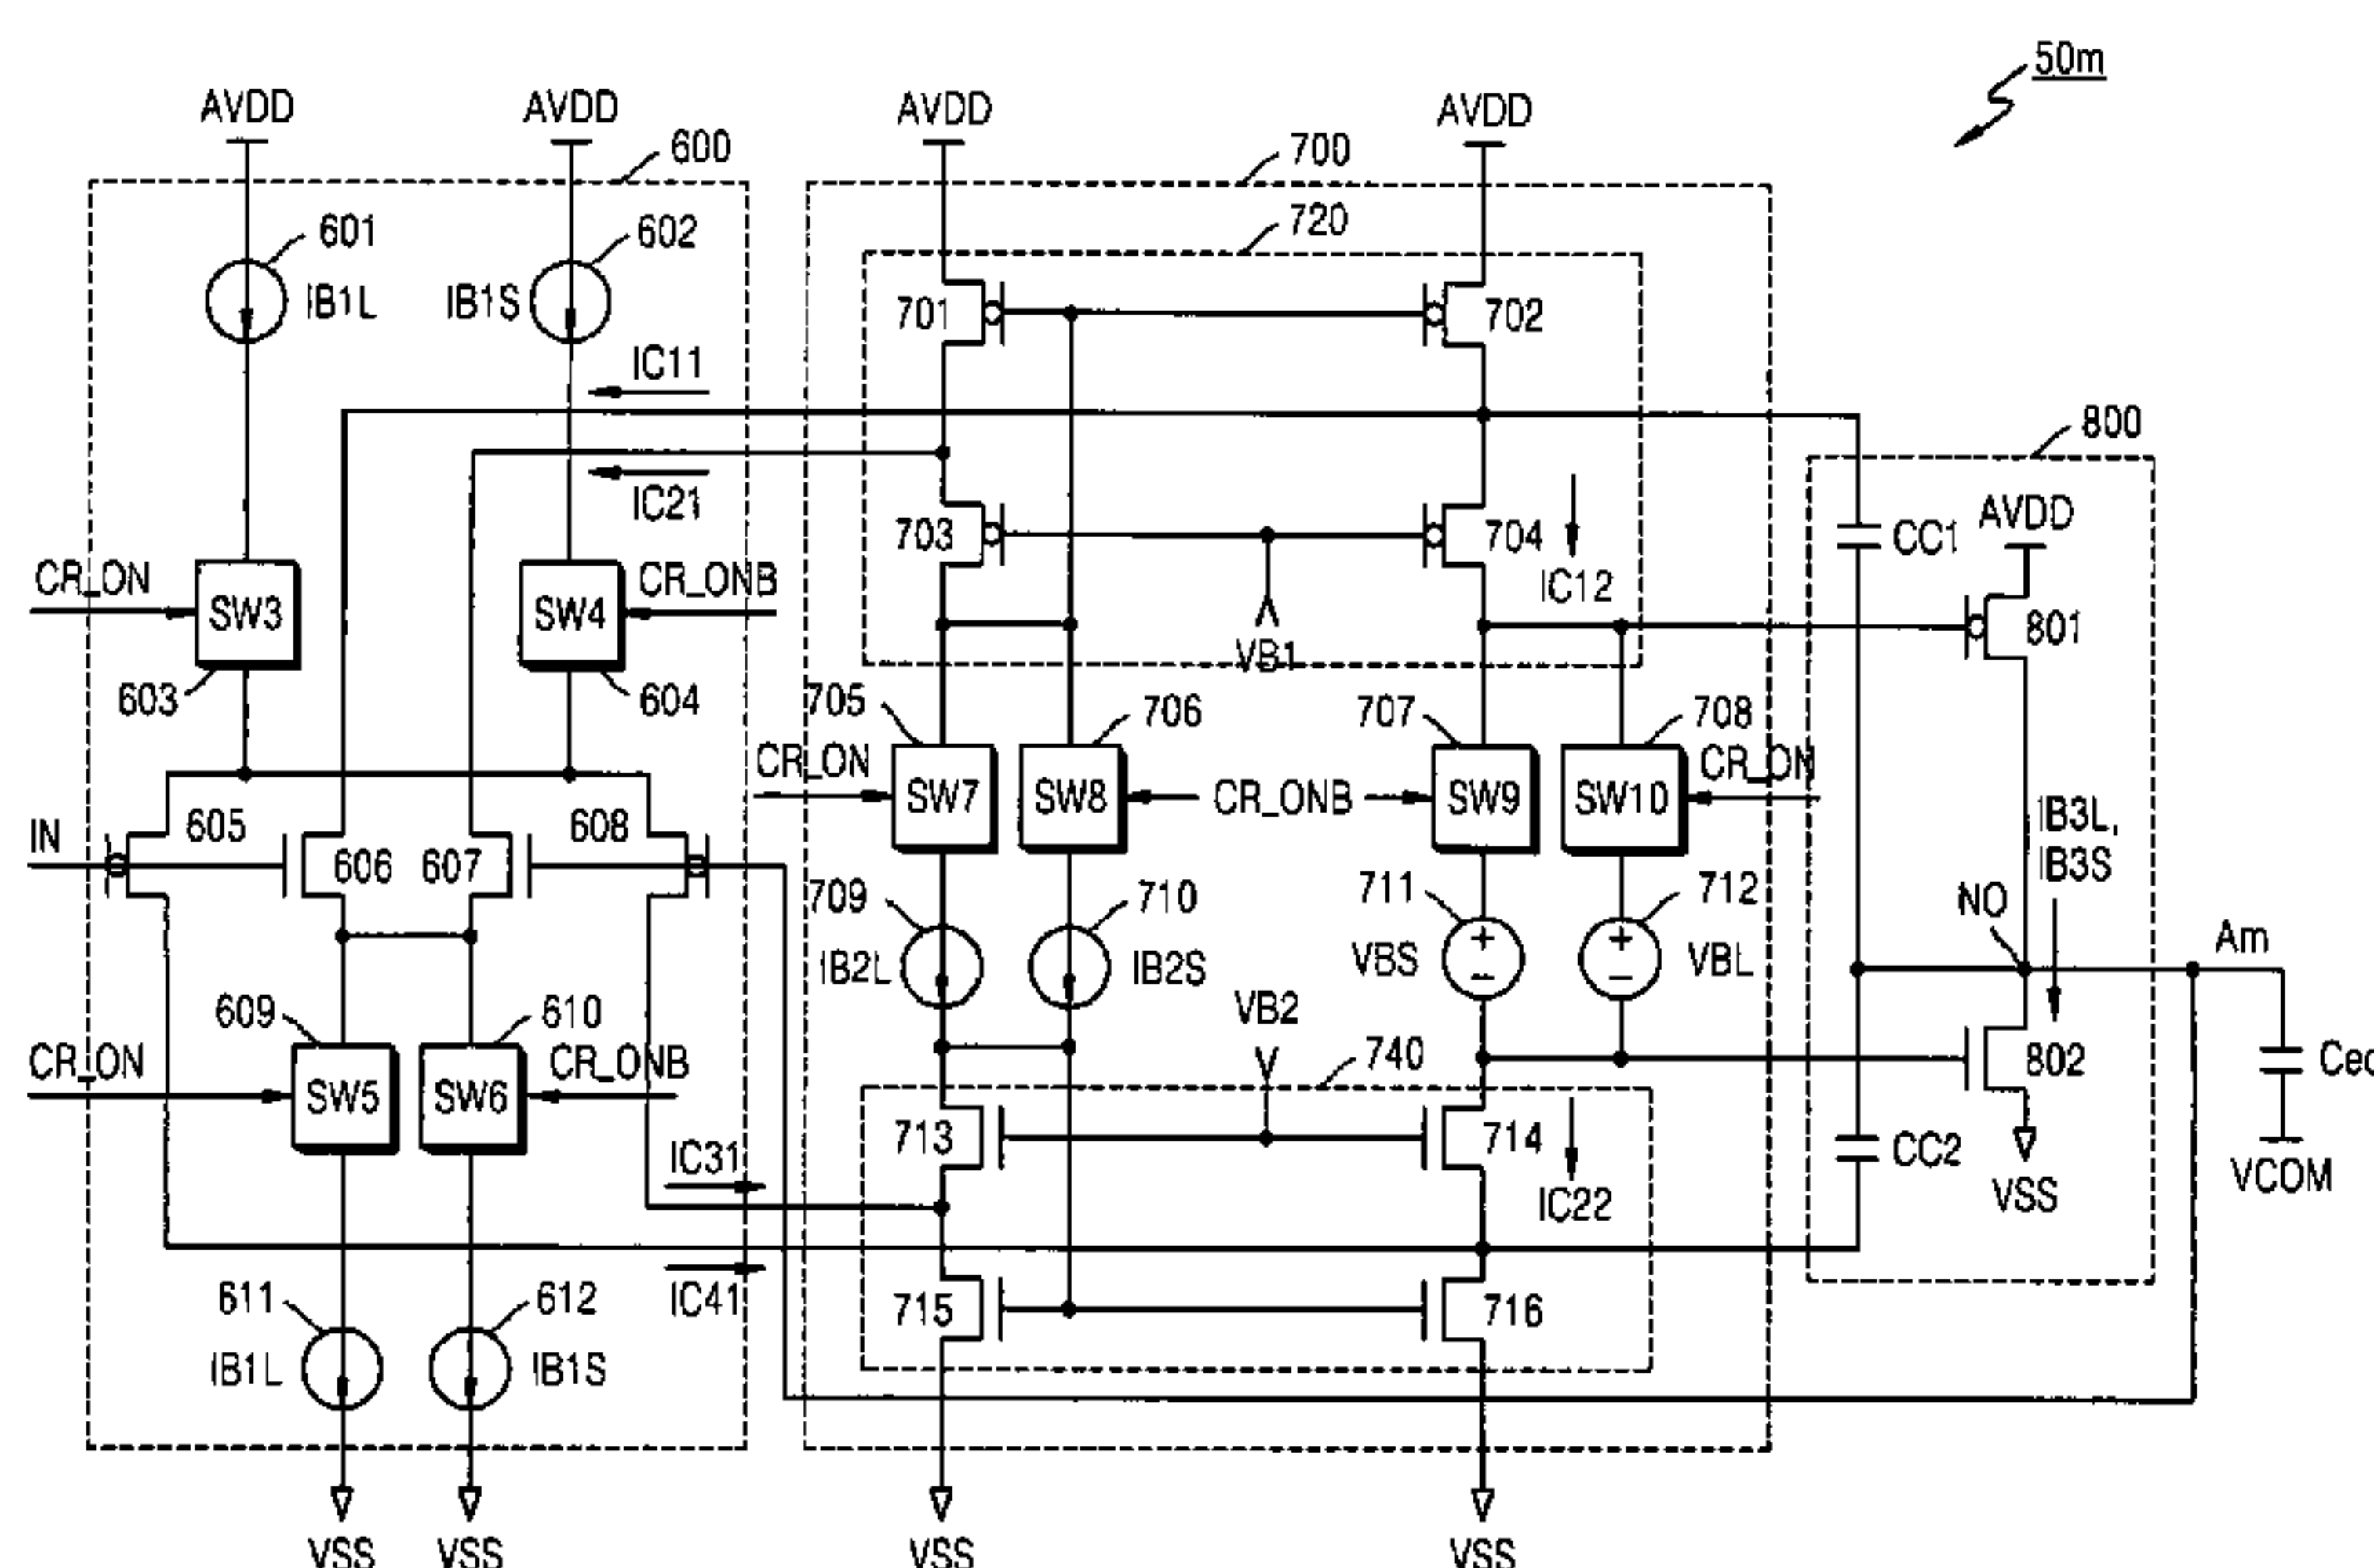 50m
AVDD
AVDD
AVDD
AVDD
600
700
720
601
602
IB1L
IB1S
701
702
IC11
IC21
800
AVDD
703
704
CC1
IC12
CR_ON
SW3
SW4
CR_ONB
VB1
801
603
604
705
706
707
708
CR_ON
SW7
SW8
CR_ONB
SW9
SW10
CR_ON
IB3L,
IB3S
IN
605
606
607
608
709
710
711
712
IB2L
IB2S
VBS
VBL
NO
Am
609
610
VB2
740
CR_ON
SW5
SW6
CR_ONB
802
713
714
CC2
VCOM
VSS
IC31
IC22
IC41
611
612
715
716
IB1L
IB1S
VSS
VSS
VSS
VSS